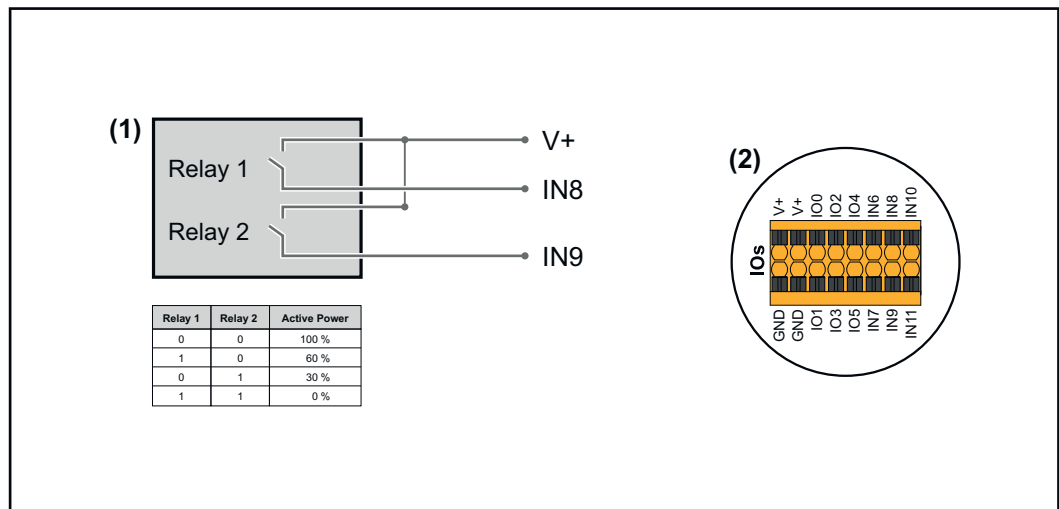 (1)
Relay 1
Relay 2
V+
IN8
IN9
Relay 1 Relay 2 Active Power
0 0 100 %
1 0 60 %
0 1 30 %
1 1 0 %
(2)
V+ V+ IO0 IO2 IO4 IN6 IN8 IN10
IOs
GND GND IO1 IO3 IO5 IN7 IN9 IN11